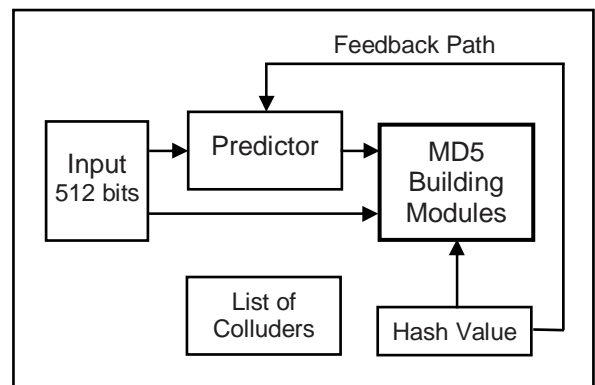 Feedback Path
Predictor
Input
512 bits
MD5
Building
Modules
List of
Colluders
Hash Value